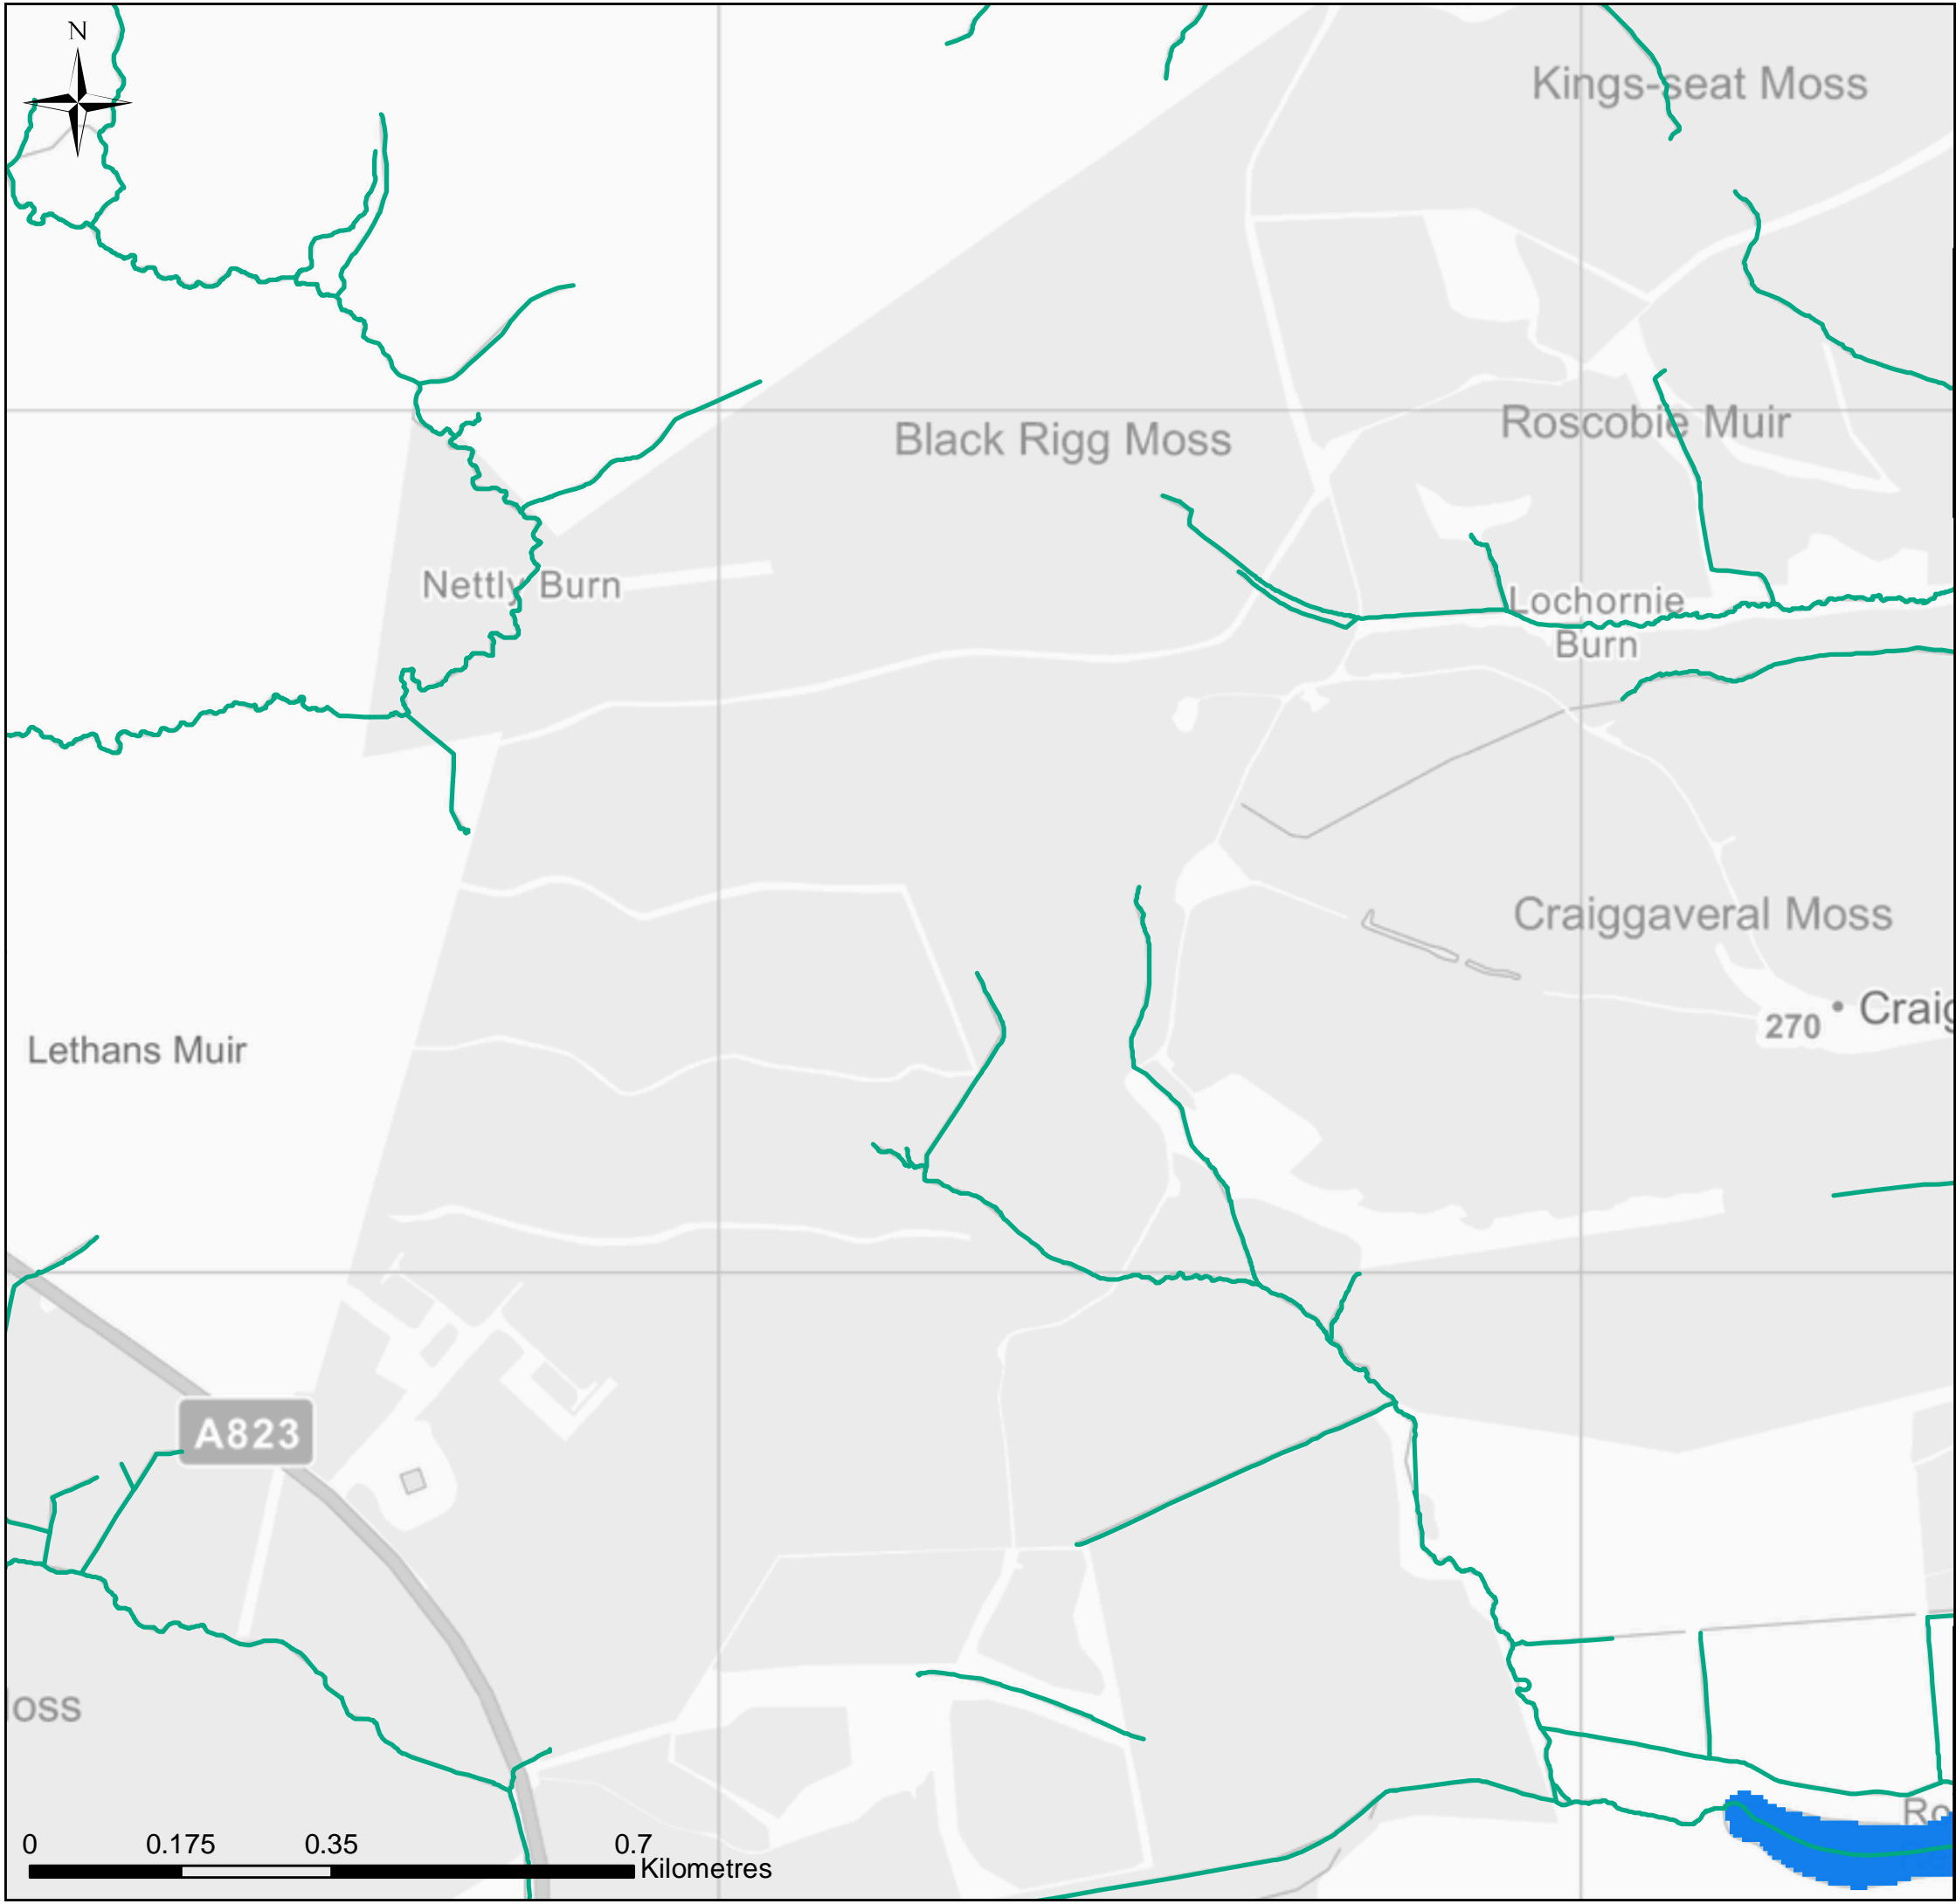 N
Kings-seat Moss
Roscobie Muir
Black Rigg Moss
Nettly Burn
Lochornie
Burn
Craiggaveral Moss
270 • Craig
Lethans Muir
A823
oss
Ro
0 0.175 0.35 0.7
Kilometres